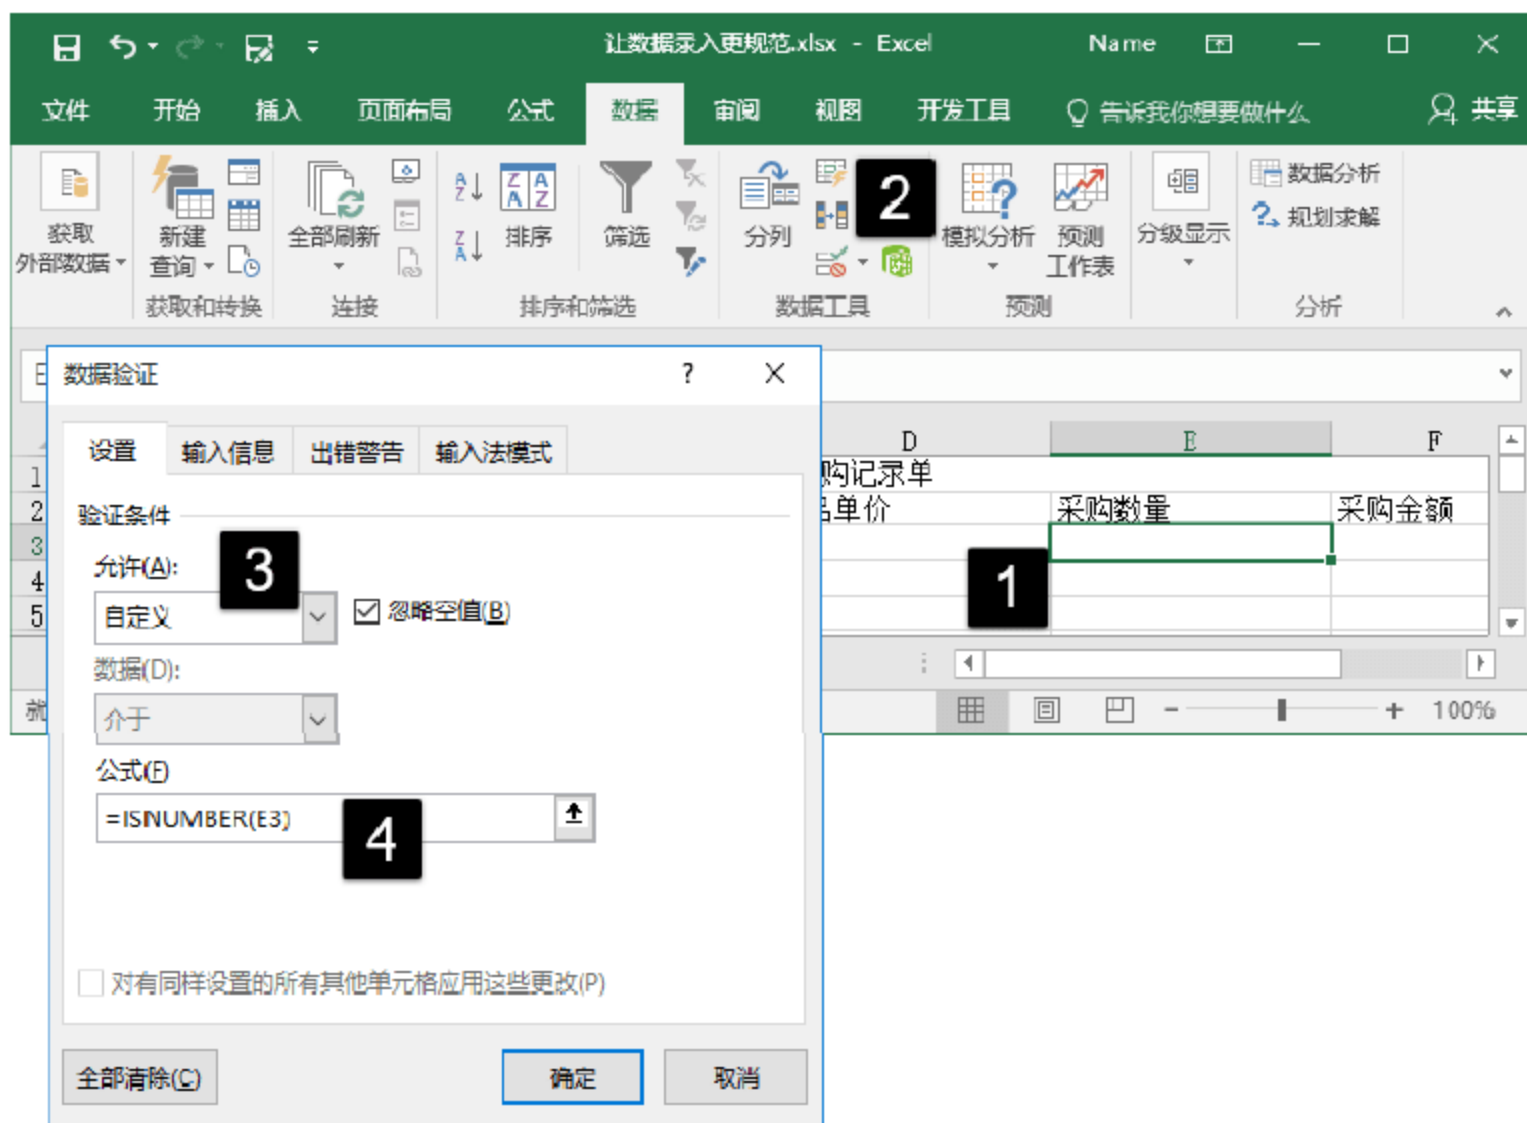 让数据录入更规范.xlsx - Excel Name
文件 开始 插入 页面布局 公式 数据 审阅 视图 开发工具 告诉我你想要做什么 共享
获取
外部数据
新建
查询
全部刷新
排序
筛选
分列
2
模拟分析
预测
工作表
分级显示
数据分析
规划求解
获取和转换 连接 排序和筛选 数据工具 预测 分析
数据验证 ? ×
设置 输入信息 出错警告 输入法模式
验证条件
允许(A):
3
自定义
忽略空值(B)
数据(D):
介于
公式(F)
=ISNUMBER(E3)
4
对有同样设置的所有其他单元格应用这些更改(P)
全部清除(C) 确定 取消
D E F
1 购记录单
2 单价 采购数量 采购金额
3
4
5
1
就
100%